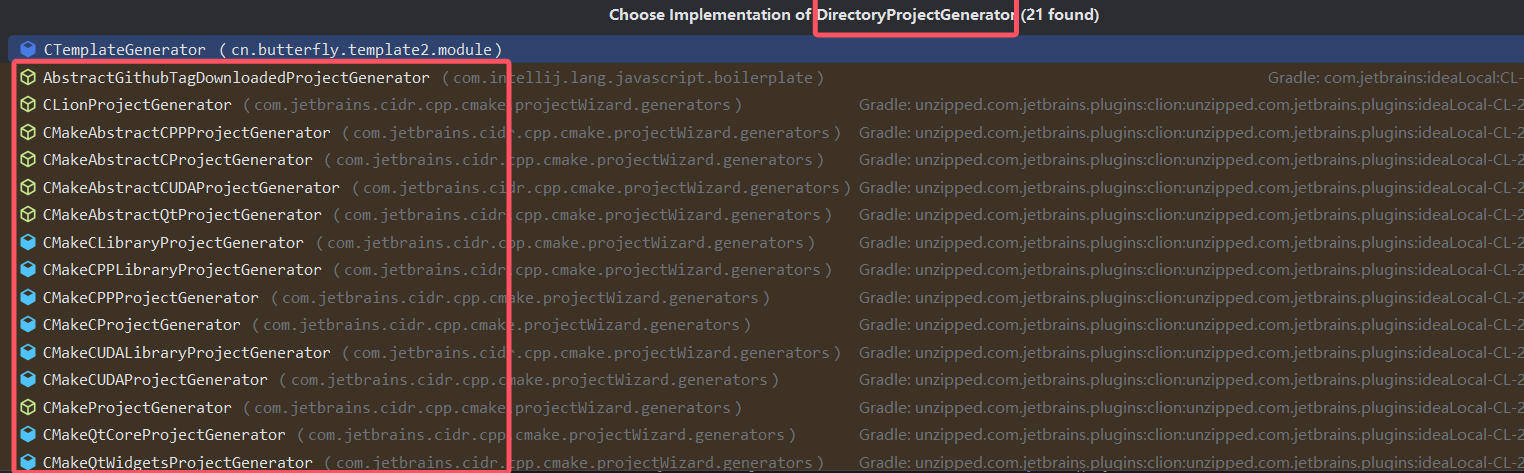 Choose Implementation of DirectoryProjectGenerator (21 found)
CTemplateGenerator (cn.butterfly.template2.module)
AbstractGithubTagDownloadedProjectGenerator (com.intellij.lang.javascript.boilerplate) Gradle: com.jetbrains:ideaLocal:CL-
CLionProjectGenerator (com.jetbrains.cidr.cpp.cmake.projectWizard.generators) Gradle: unzipped.com.jetbrains.plugins:clion:unzipped.com.jetbrains.plugins:ideaLocal-CL-2
CMakeAbstractCPPProjectGenerator (com.jetbrains.cidr.cpp.cmake.projectWizard.generators) Gradle: unzipped.com.jetbrains.plugins:clion:unzipped.com.jetbrains.plugins:ideaLocal-CL-2
CMakeAbstractCProjectGenerator (com.jetbrains.cidr.cpp.cmake.projectWizard.generators) Gradle: unzipped.com.jetbrains.plugins:clion:unzipped.com.jetbrains.plugins:ideaLocal-CL-2
CMakeAbstractCUDAProjectGenerator (com.jetbrains.cidr.cpp.cmake.projectWizard.generators) Gradle: unzipped.com.jetbrains.plugins:clion:unzipped.com.jetbrains.plugins:ideaLocal-CL-2
CMakeAbstractQtProjectGenerator (com.jetbrains.cidr.cpp.cmake.projectWizard.generators) Gradle: unzipped.com.jetbrains.plugins:clion:unzipped.com.jetbrains.plugins:ideaLocal-CL-2
CMakeCLibraryProjectGenerator (com.jetbrains.cidr.cpp.cmake.projectWizard.generators) Gradle: unzipped.com.jetbrains.plugins:clion:unzipped.com.jetbrains.plugins:ideaLocal-CL-2
CMakeCPPLibraryProjectGenerator (com.jetbrains.cidr.cpp.cmake.projectWizard.generators) Gradle: unzipped.com.jetbrains.plugins:clion:unzipped.com.jetbrains.plugins:ideaLocal-CL-2
CMakeCPPProjectGenerator (com.jetbrains.cidr.cpp.cmake.projectWizard.generators) Gradle: unzipped.com.jetbrains.plugins:clion:unzipped.com.jetbrains.plugins:ideaLocal-CL-2
CMakeCProjectGenerator (com.jetbrains.cidr.cpp.cmake.projectWizard.generators) Gradle: unzipped.com.jetbrains.plugins:clion:unzipped.com.jetbrains.plugins:ideaLocal-CL-2
CMakeCUDALibraryProjectGenerator (com.jetbrains.cidr.cpp.cmake.projectWizard.generators) Gradle: unzipped.com.jetbrains.plugins:clion:unzipped.com.jetbrains.plugins:ideaLocal-CL-2
CMakeCUDAProjectGenerator (com.jetbrains.cidr.cpp.cmake.projectWizard.generators) Gradle: unzipped.com.jetbrains.plugins:clion:unzipped.com.jetbrains.plugins:ideaLocal-CL-2
CMakeProjectGenerator (com.jetbrains.cidr.cpp.cmake.projectWizard.generators) Gradle: unzipped.com.jetbrains.plugins:clion:unzipped.com.jetbrains.plugins:ideaLocal-CL-2
CMakeQtCoreProjectGenerator (com.jetbrains.cidr.cpp.cmake.projectWizard.generators) Gradle: unzipped.com.jetbrains.plugins:clion:unzipped.com.jetbrains.plugins:ideaLocal-CL-2
CMakeQtWidgetsProjectGenerator (com.jetbrains.cidr.cpp.cmake.projectWizard.generators) Gradle: unzipped.com.jetbrains.plugins:clion:unzipped.com.jetbrains.plugins:ideaLocal-CL-2